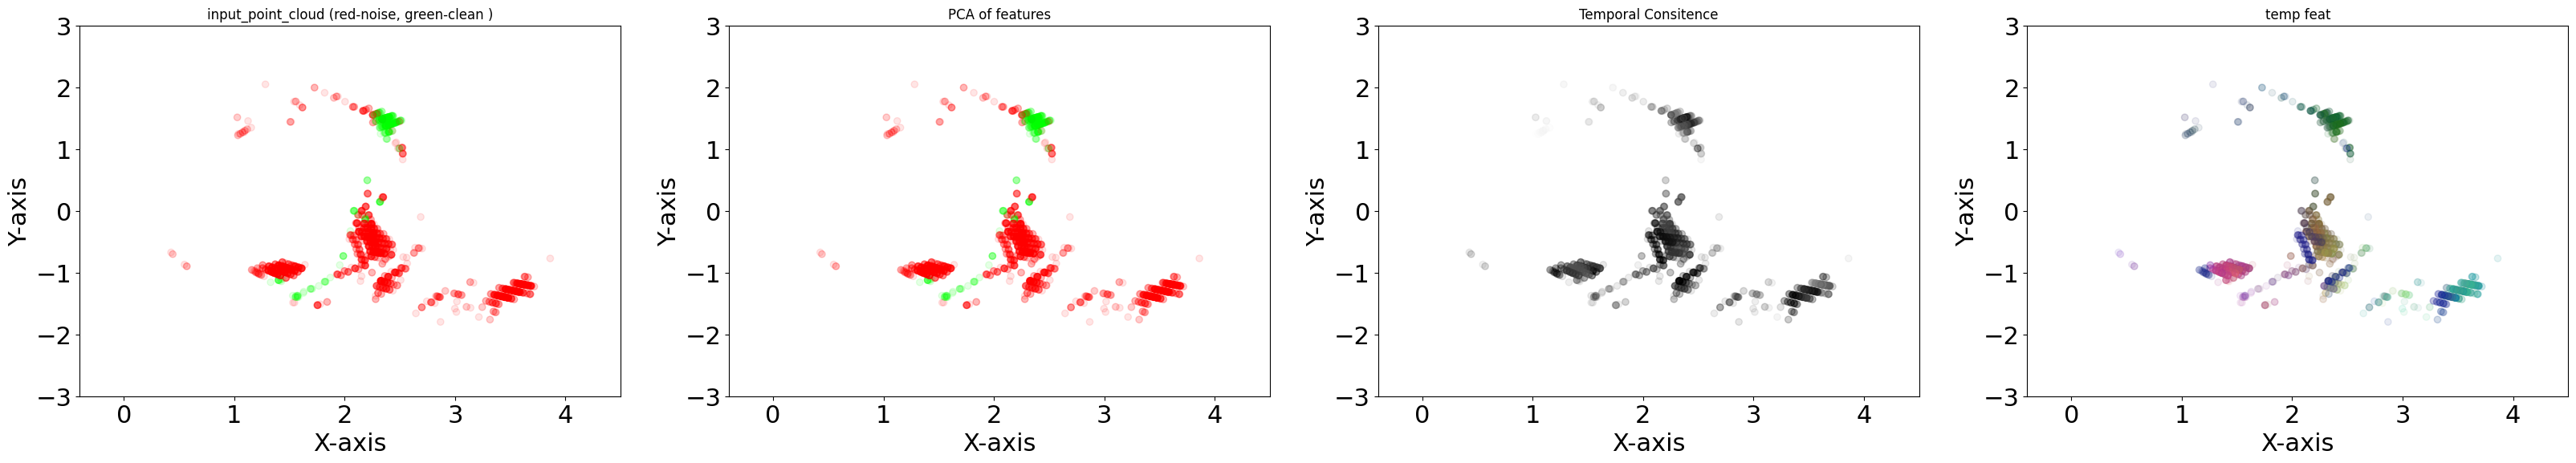 input_point_cloud (red-noise, green-clean )
3
2
1
0
−1
−2
−3
Y-axis
0 1 2 3 4
X-axis
PCA of features
3
2
1
0
−1
−2
−3
Y-axis
0 1 2 3 4
X-axis
Temporal Consitence
3
2
1
0
−1
−2
−3
Y-axis
0 1 2 3 4
X-axis
temp feat
3
2
1
0
−1
−2
−3
Y-axis
0 1 2 3 4
X-axis